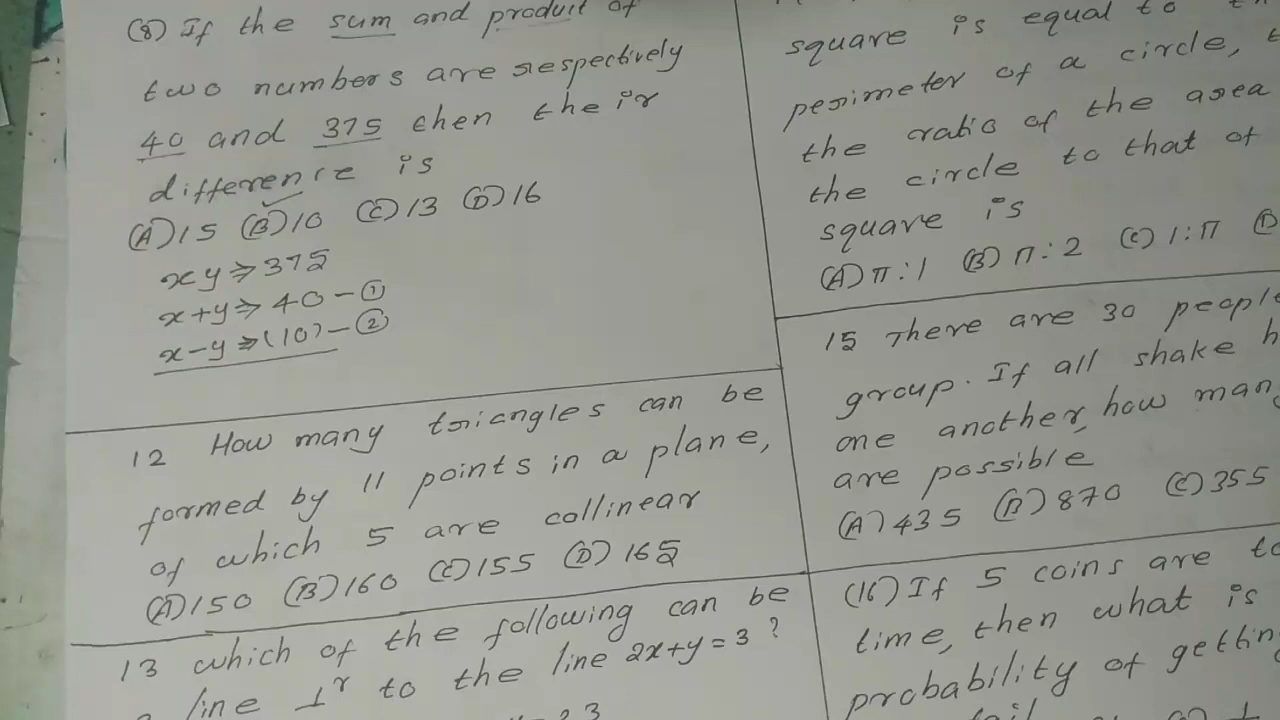 (8) If the sum and product of
two numbers are respectively
40 and 375 then their
difference is
(A) 15 (B) 10 (C) 13 (D) 16
xy ⇒ 375
x+y ⇒ 40 - ①
x-y ⇒ (10) - ②
12 How many triangles can be
formed by 11 points in a plane,
of which 5 are collinear
(A) 150 (B) 160 (C) 155 (D) 165
13 which of the following can be
line ⊥r to the line 2x+y=3?
square is equal to
perimeter of a circle,
the ratio of the area
the circle to that of
square is
(A) π:1 (B) π:2 (C) 1:π
15 There are 30 people
group. If all shake
one another, how many
are possible
(A) 435 (B) 870 (C) 355
(16) If 5 coins are
time, then what is
probability of getting